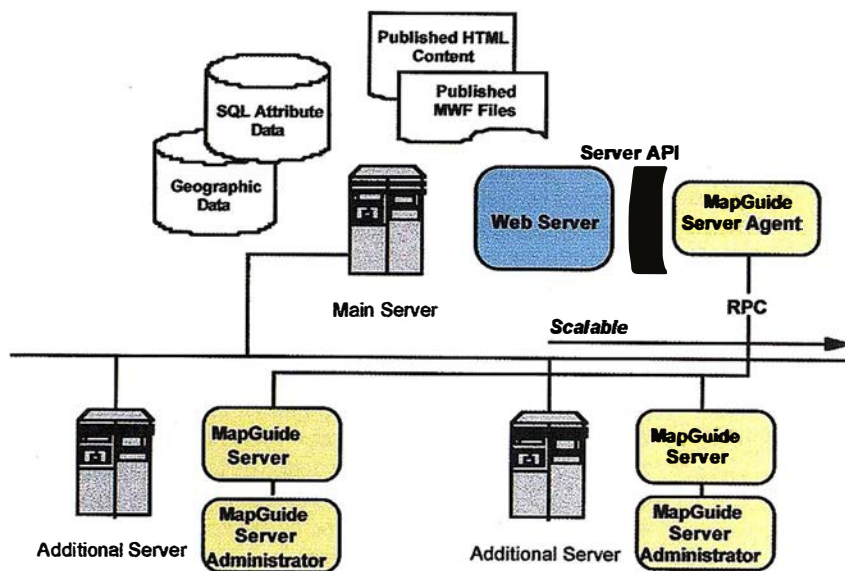 Published HTML
Content
Published
MWF Files
SQL Attribute
Data
Geographic
Data
Server API
Web Server
MapGuide
Server Agent
Main Server
RPC
Scalable
MapGuide
Server
MapGuide
Server
Administrator
Additional Server
MapGuide
Server
MapGuide
Server
Administrator
Additional Server